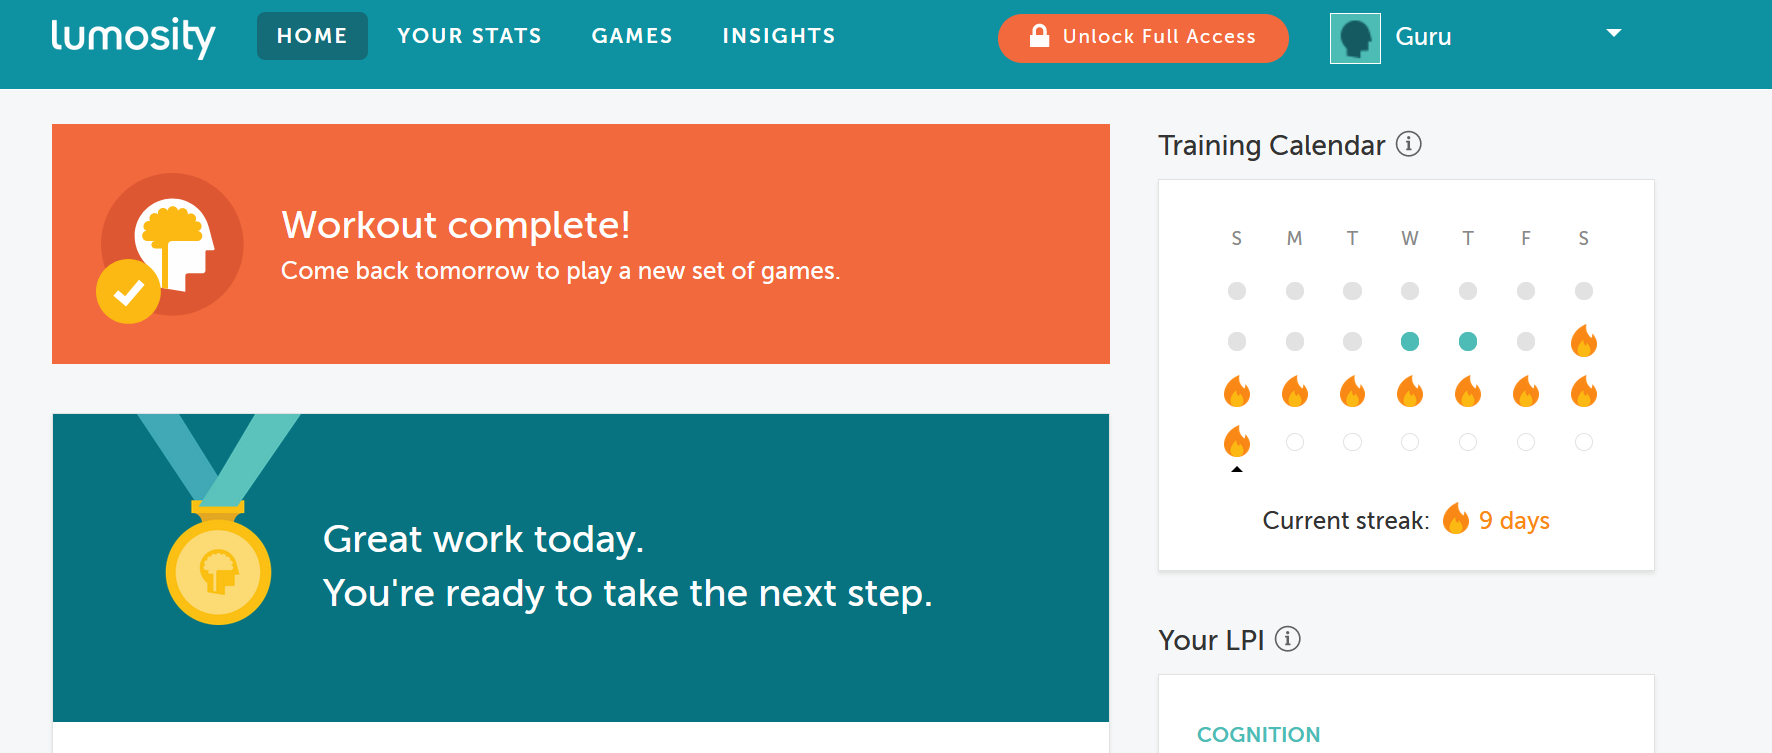 lumosity
HOME
YOUR STATS
GAMES
INSIGHTS
Unlock Full Access
Guru
Workout complete!
Come back tomorrow to play a new set of games.
Great work today.
You're ready to take the next step.
Training Calendar
S M T W T F S
Current streak: 9 days
Your LPI
COGNITION